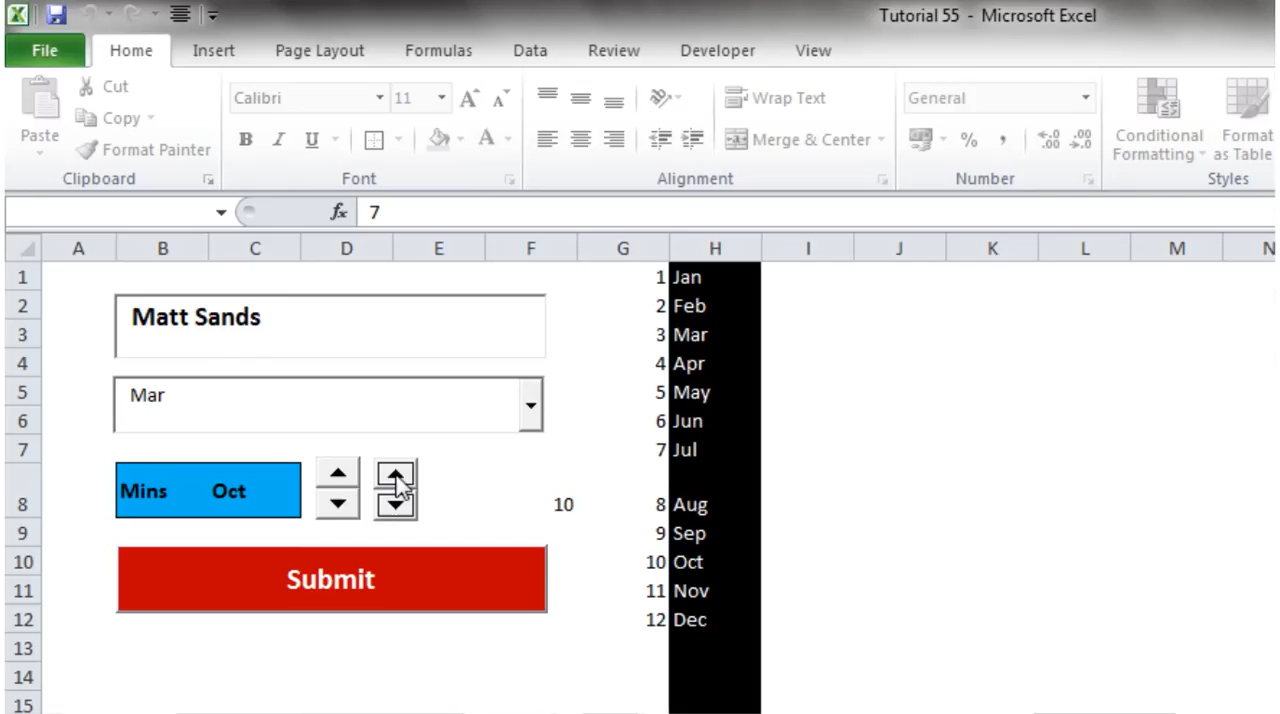 Tutorial 55 - Microsoft Excel
File Home Insert Page Layout Formulas Data Review Developer View
Cut
Copy
Format Painter
Paste
Clipboard
Calibri 11 A A
B I U A
Font
Wrap Text
Merge & Center
Alignment
General
% , .00 .00
Number
Conditional Formatting
Format as Table
Styles
fx 7
A B C D E F G H I J K L M N
1 1 Jan
2 Matt Sands 2 Feb
3 3 Mar
4 4 Apr
5 Mar 5 May
6 6 Jun
7 7 Jul
8 Mins Oct 10 8 Aug
9 9 Sep
10 Submit 10 Oct
11 11 Nov
12 12 Dec
13
14
15